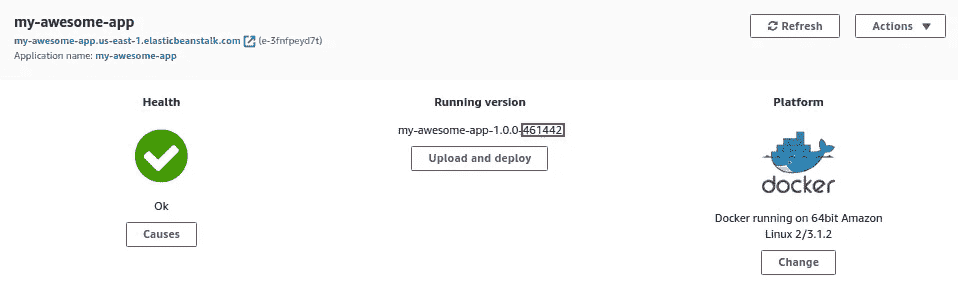 my-awesome-app
my-awesome-app.us-east-1.elasticbeanstalk.com (e-3fnfpeyd7t)
Application name: my-awesome-app
Refresh
Actions
Health
Ok
Causes
Running version
my-awesome-app-1.0.0-461442
Upload and deploy
Platform
docker
Docker running on 64bit Amazon
Linux 2/3.1.2
Change